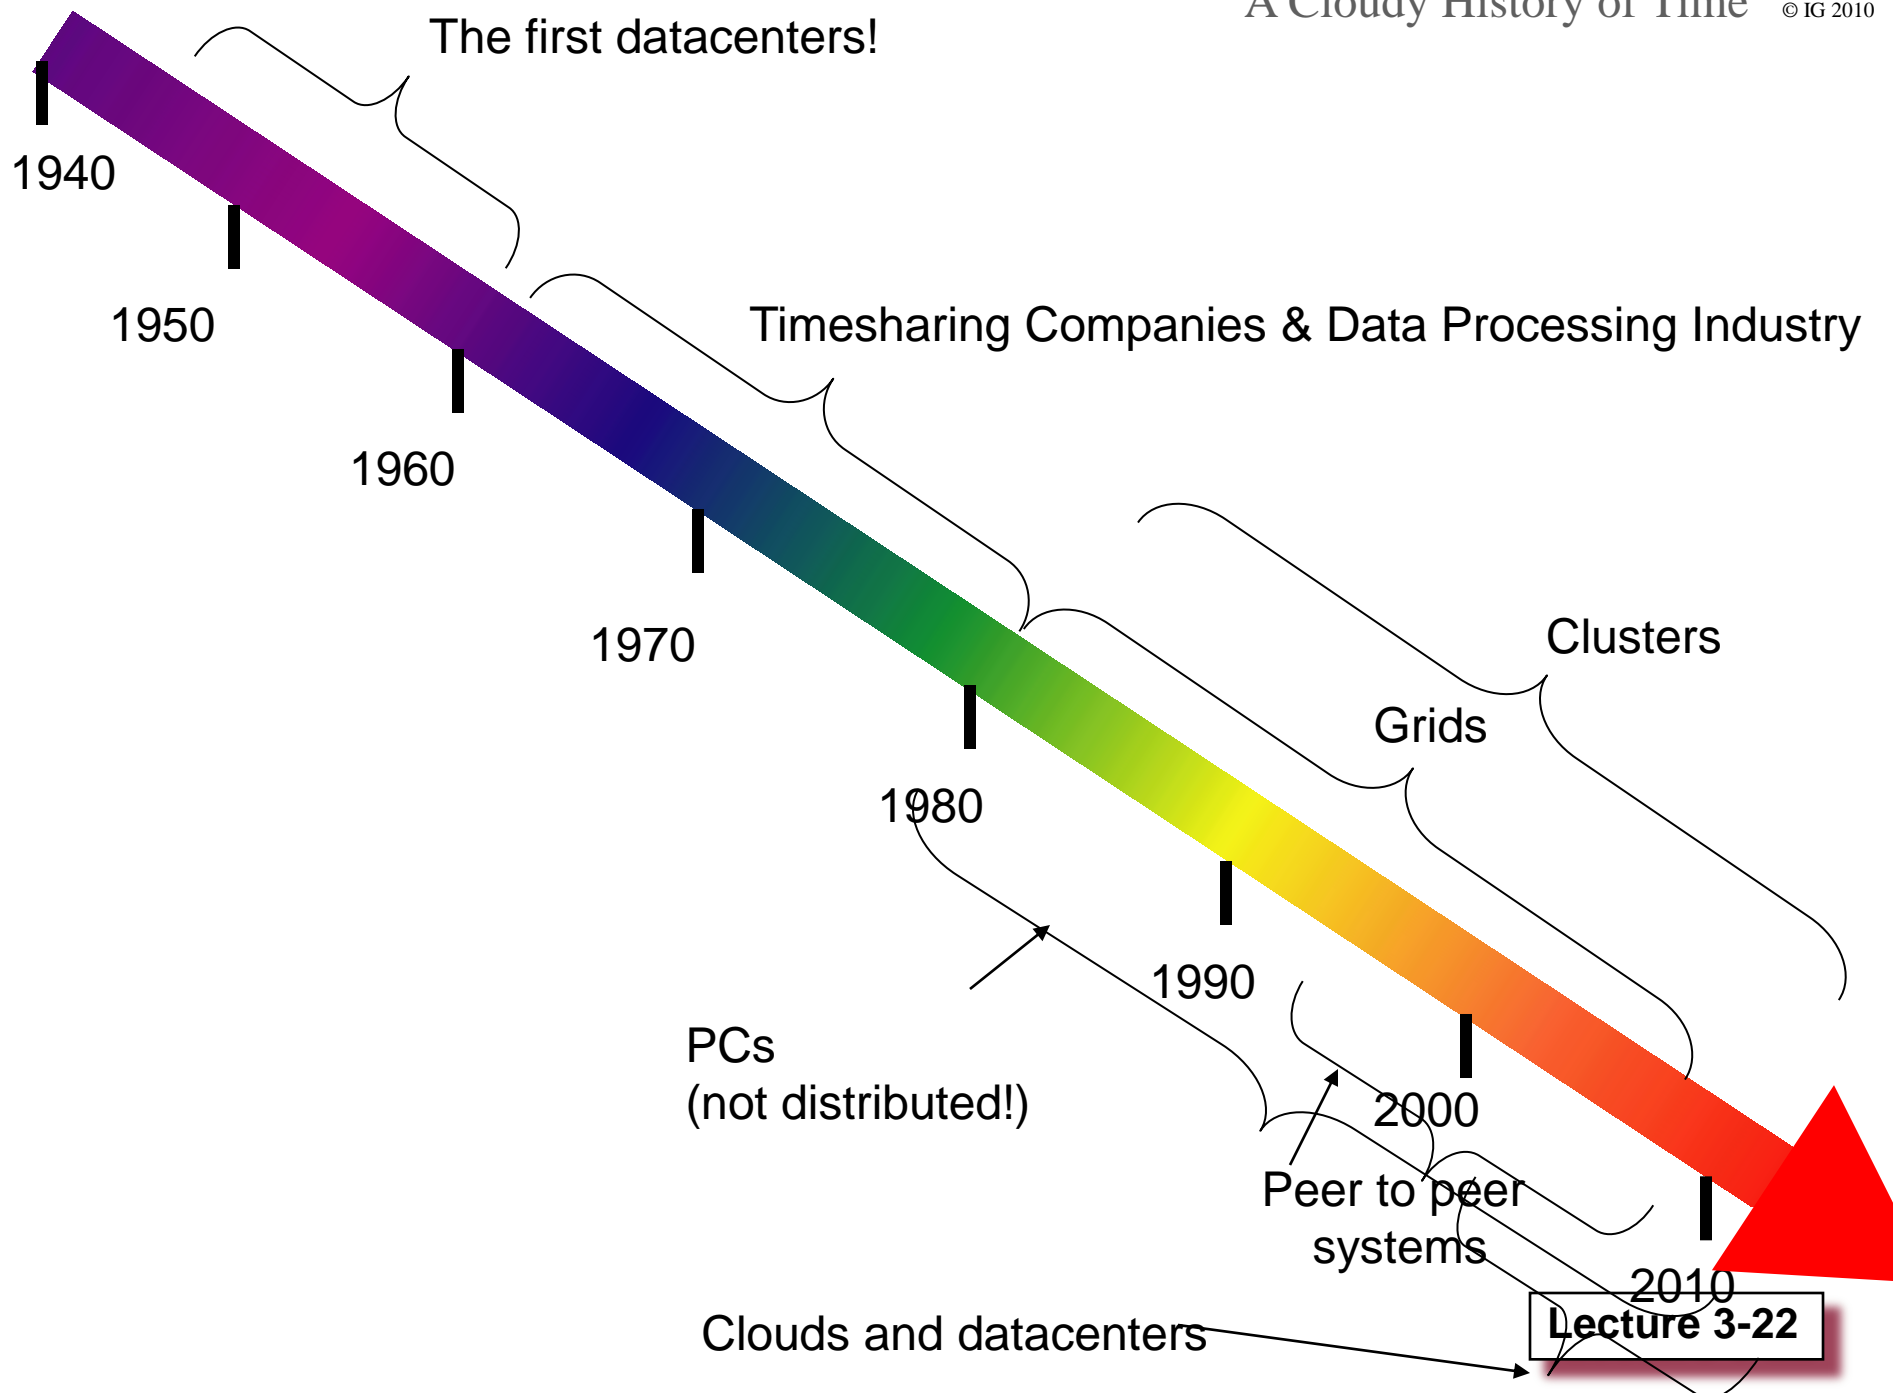 A Cloudy History of Time
© IG 2010
The first datacenters!
1940
1950
Timesharing Companies & Data Processing Industry
1960
1970
Clusters
Grids
1980
1990
PCs
(not distributed!)
2000
Peer to peer
systems
2010
Clouds and datacenters
Lecture 3-22